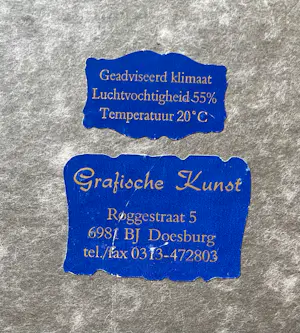 Geadviseerd klimaat
Luchtvochtigheid 55%
Temperatuur 20°C
Grafische Kunst
Roggestraat 5
6981 BJ Doesburg
tel./fax 0313-472803